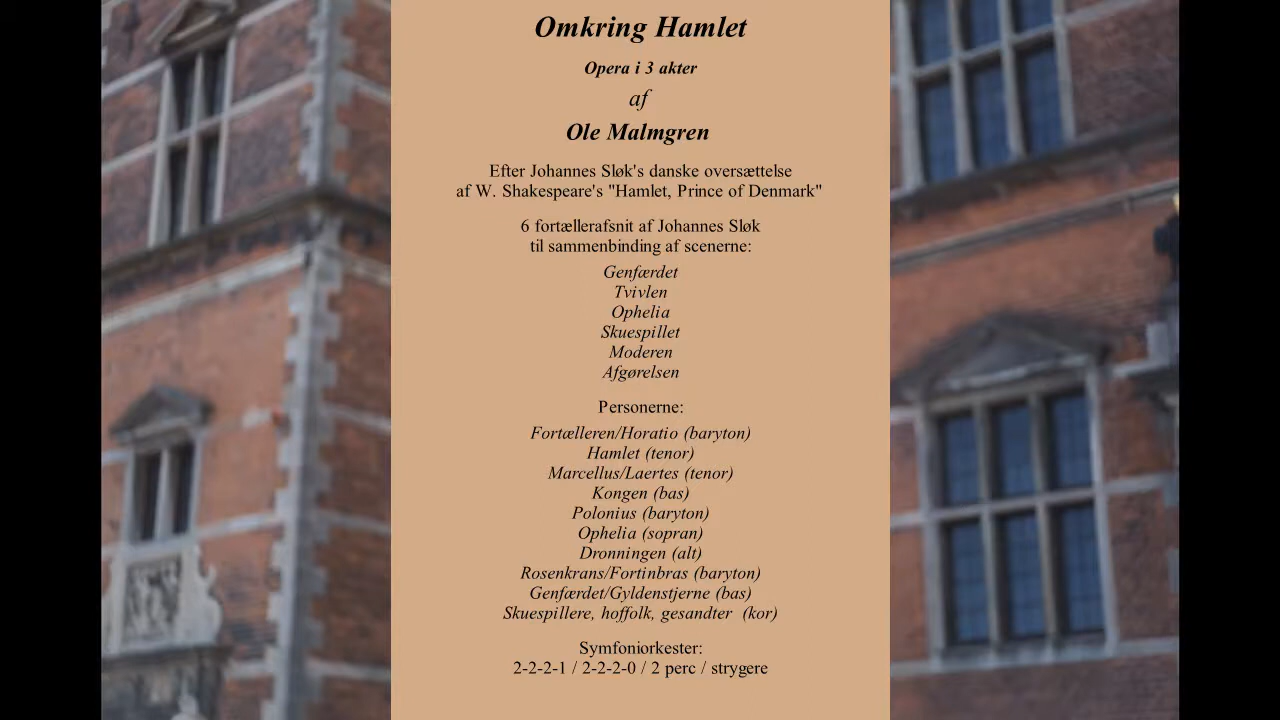 Omkring Hamlet
Opera i 3 akter
af
Ole Malmgren
Efter Johannes Sløk's danske oversættelse
af W. Shakespeare's "Hamlet, Prince of Denmark"
6 fortællerafsnit af Johannes Sløk
til sammenbinding af scenerne:
Genfærdet
Tvivlen
Ophelia
Skuespillet
Moderen
Afgørelsen
Personerne:
Fortælleren/Horatio (baryton)
Hamlet (tenor)
Marcellus/Laertes (tenor)
Kongen (bas)
Polonius (baryton)
Ophelia (sopran)
Dronningen (alt)
Rosenkrans/Fortinbras (baryton)
Genfærdet/Gyldenstjerne (bas)
Skuespillere, hoffolk, gesandter (kor)
Symfoniorkester:
2-2-2-1 / 2-2-2-0 / 2 perc / strygere